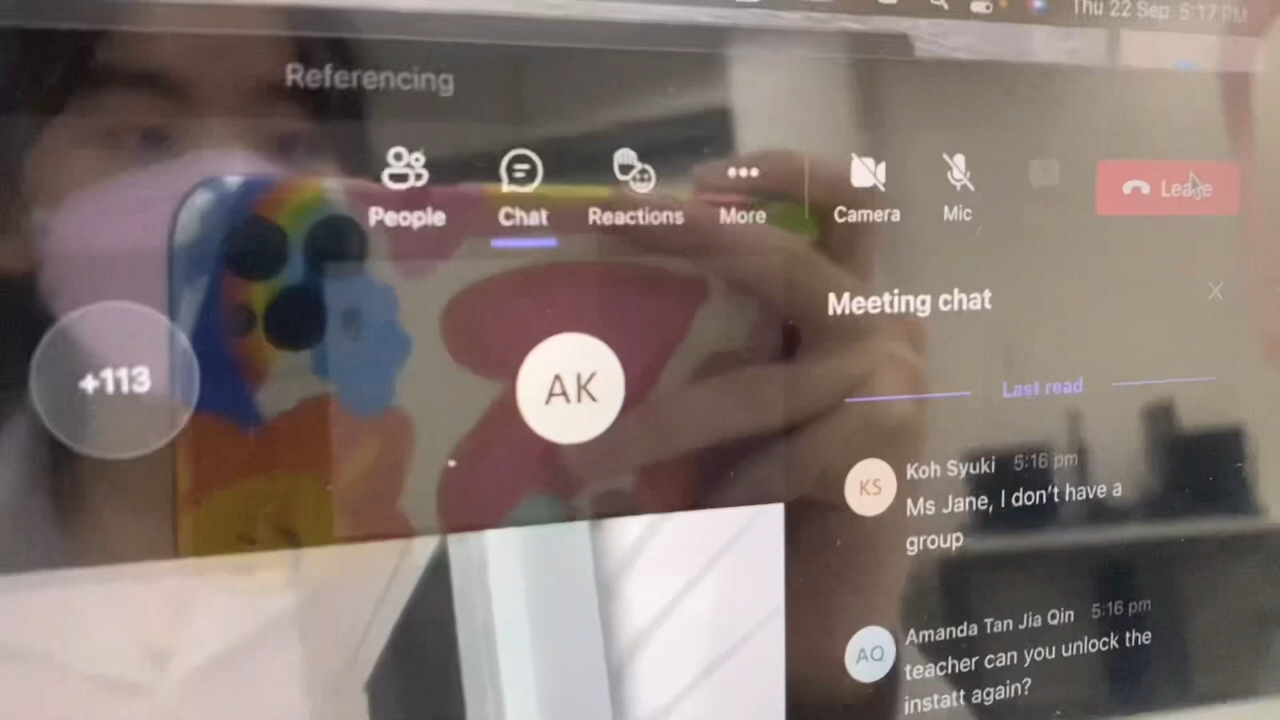 Thu 22 Sep 5:17 PM
Referencing
People
Chat
Reactions
More
Camera
Mic
Leave
Meeting chat
+113
AK
Last read
KS
Koh Syuki 5:16 pm
Ms Jane, I don't have a
group
AQ
Amanda Tan Jia Qin 5:16 pm
teacher can you unlock the
instatt again?